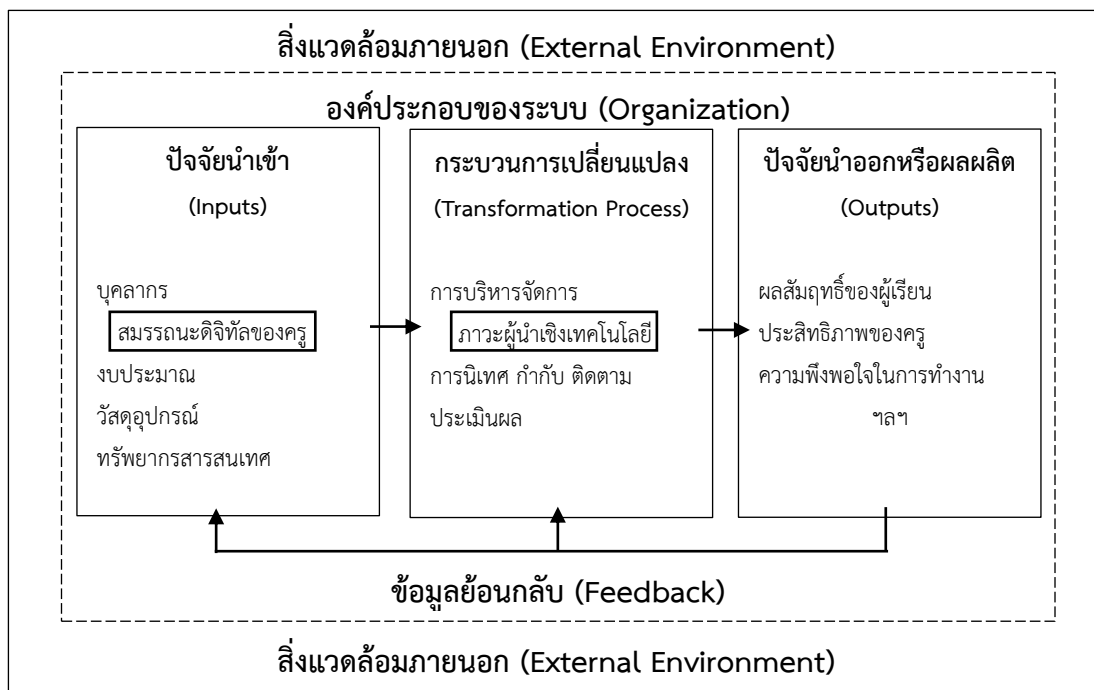 สิ่งแวดล้อมภายนอก (External Environment)
องค์ประกอบของระบบ (Organization)
ปัจจัยนำเข้า
(Inputs)
บุคลากร
สมรรถนะดิจิทัลของครู
งบประมาณ
วัสดุอุปกรณ์
ทรัพยากรสารสนเทศ
กระบวนการเปลี่ยนแปลง
(Transformation Process)
การบริหารจัดการ
ภาวะผู้นำเชิงเทคโนโลยี
การนิเทศ กำกับ ติดตาม
ประเมินผล
ปัจจัยนำออกหรือผลผลิต
(Outputs)
ผลสัมฤทธิ์ของผู้เรียน
ประสิทธิภาพของครู
ความพึงพอใจในการทำงาน
ฯลฯ
ข้อมูลย้อนกลับ (Feedback)
สิ่งแวดล้อมภายนอก (External Environment)